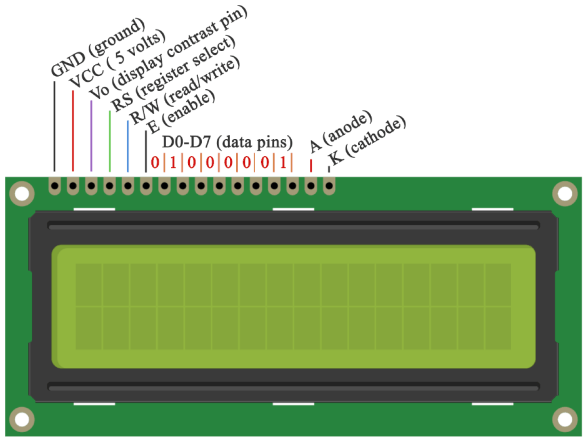 GND (ground)
VCC ( 5 volts)
Vo (display contrast pin)
RS (register select)
R/W (read/write)
E (enable)
D0-D7 (data pins)
0 1 0 0 0 0 0 1
A (anode)
K (cathode)